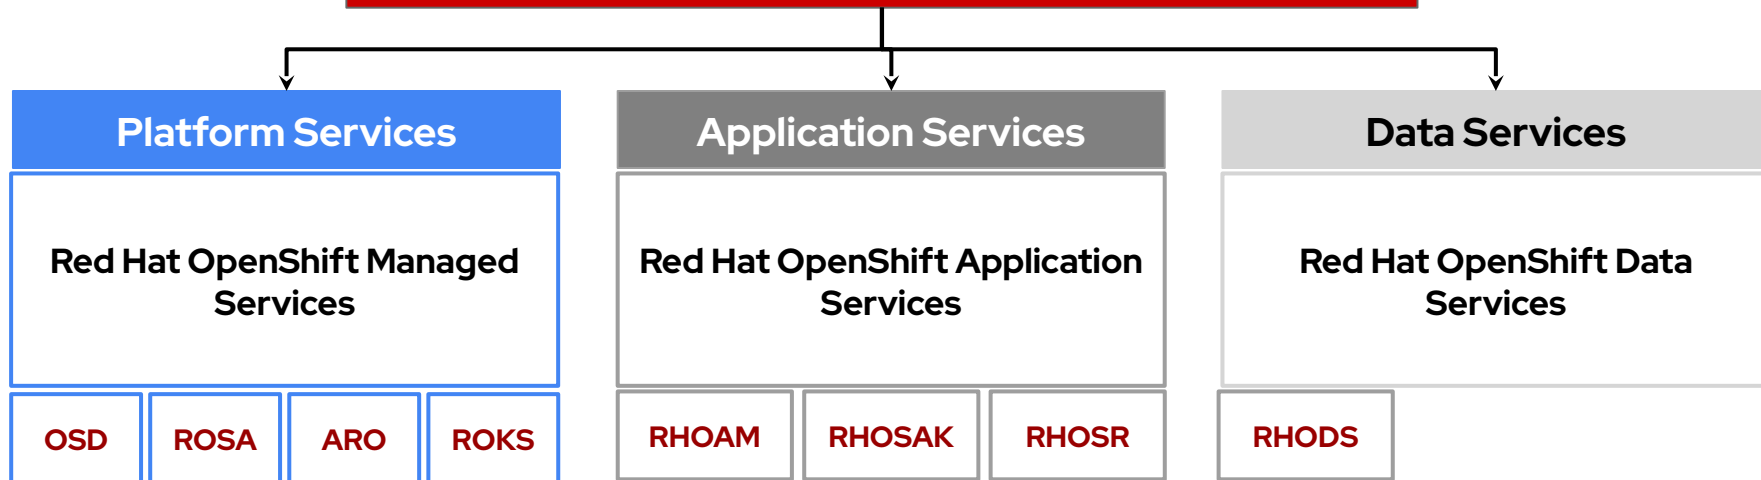 Platform Services
Application Services
Data Services
Red Hat OpenShift Managed
Services
Red Hat OpenShift Application
Services
Red Hat OpenShift Data
Services
OSD
ROSA
ARO
ROKS
RHOAM
RHOSAK
RHOSR
RHODS